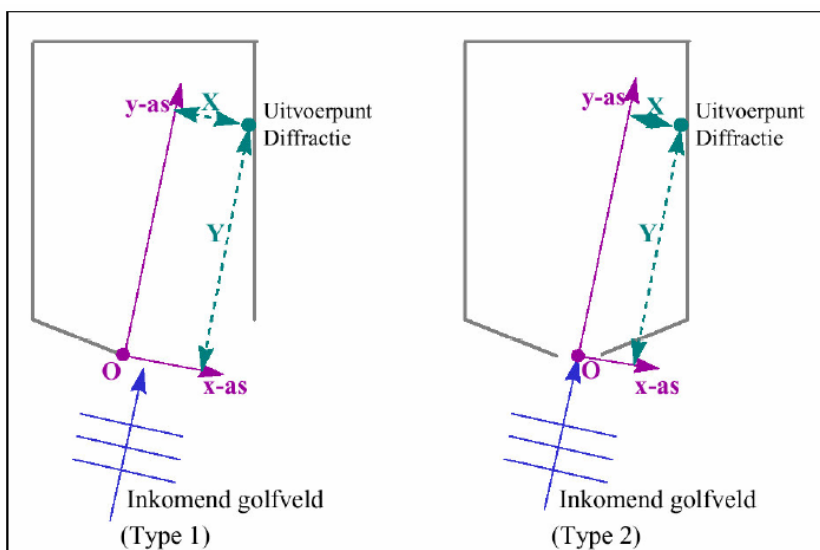 y-as
X
Uitvoerpunt
Diffractie
Y
O
x-as
Inkomend golfveld
(Type 1)
y-as
X
Uitvoerpunt
Diffractie
Y
O
x-as
Inkomend golfveld
(Type 2)